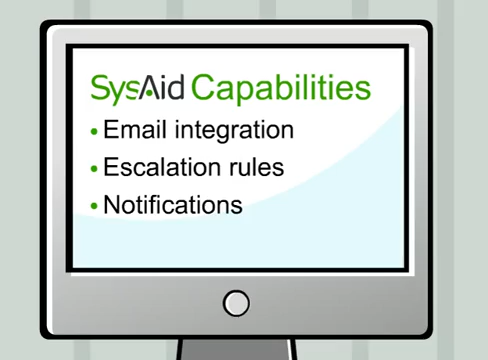 SysAid Capabilities
• Email integration
• Escalation rules
• Notifications